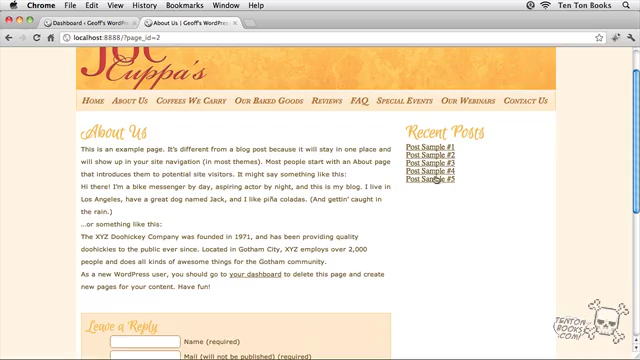 Chrome File Edit View History Bookmarks Window Help Ten Ton Books
Dashboard ‹ Geoff's WordPre
About Us | Geoff's WordPres
localhost:8888/?page_id=2
Joe
Cuppa's
Home About Us Coffees We Carry Our Baked Goods Reviews FAQ Special Events Our Webinars Contact Us
About Us
This is an example page. It's different from a blog post because it will stay in one place and
will show up in your site navigation (in most themes). Most people start with an About page
that introduces them to potential site visitors. It might say something like this:
Hi there! I'm a bike messenger by day, aspiring actor by night, and this is my blog. I live in
Los Angeles, have a great dog named Jack, and I like piña coladas. (And gettin' caught in
the rain.)
...or something like this:
The XYZ Doohickey Company was founded in 1971, and has been providing quality
doohickies to the public ever since. Located in Gotham City, XYZ employs over 2,000
people and does all kinds of awesome things for the Gotham community.
As a new WordPress user, you should go to your dashboard to delete this page and create
new pages for your content. Have fun!
Recent Posts
Post Sample #1
Post Sample #2
Post Sample #3
Post Sample #4
Post Sample #5
Leave a Reply
Name (required)
Mail (will not be published) (required)
TENTON
BOOKS
.COM!